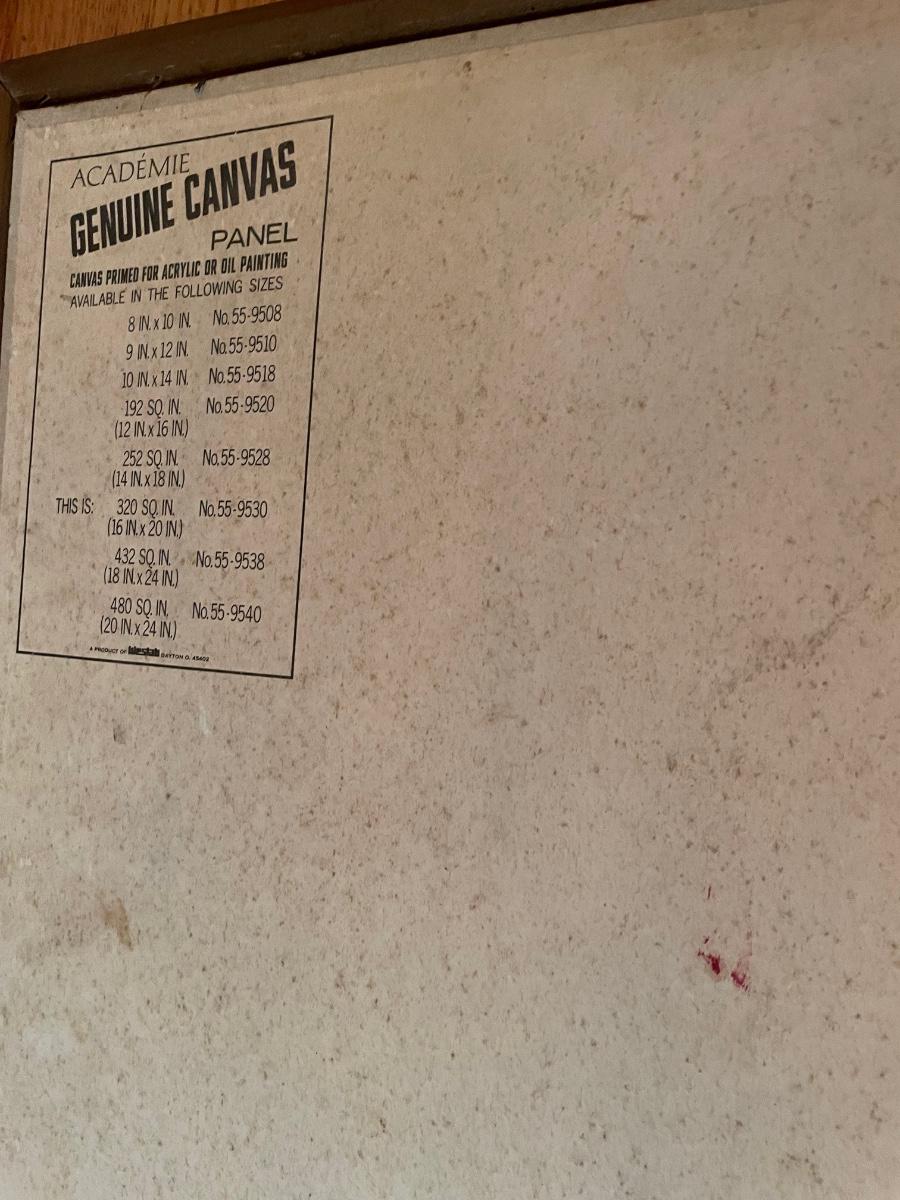 ACADÉMIE
GENUINE CANVAS
PANEL
CANVAS PRIMED FOR ACRYLIC OR OIL PAINTING
AVAILABLE IN THE FOLLOWING SIZES
8 IN. x 10 IN. No. 55-9508
9 IN. x 12 IN. No. 55-9510
10 IN. x 14 IN. No. 55-9518
192 SQ. IN. No. 55-9520
(12 IN. x 16 IN.)
252 SQ. IN. No. 55-9528
(14 IN. x 18 IN.)
THIS IS: 320 SQ. IN. No. 55-9530
(16 IN. x 20 IN.)
432 SQ. IN. No. 55-9538
(18 IN. x 24 IN.)
480 SQ. IN. No. 55-9540
(20 IN. x 24 IN.)
A PRODUCT OF DAYTON O. 45402